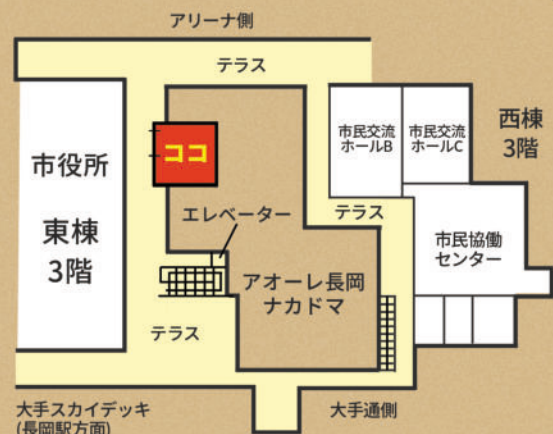 アリーナ側
テラス
市役所
東棟
3階
ココ
市民交流
ホールB
市民交流
ホールC
西棟
3階
エレベーター
テラス
市民協働
センター
アオーレ長岡
ナカドマ
テラス
大手スカイデッキ
(長岡駅方面)
大手通側